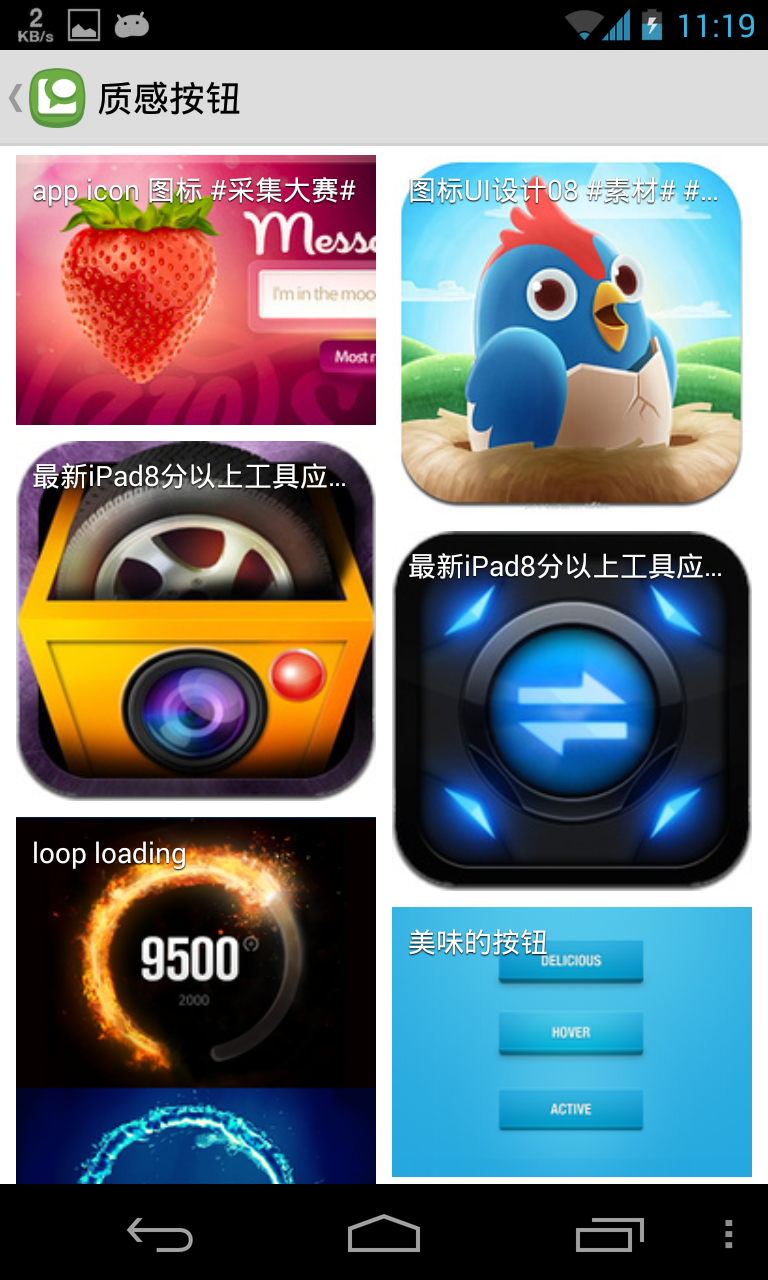 2
KB/s
11:19
质感按钮
app icon 图标 #采集大赛#
Messa
I'm in the moo
Most r
图标UI设计08 #素材# #...
最新iPad8分以上工具应...
最新iPad8分以上工具应...
loop loading
9500
2000
美味的按钮
DELICIOUS
HOVER
ACTIVE